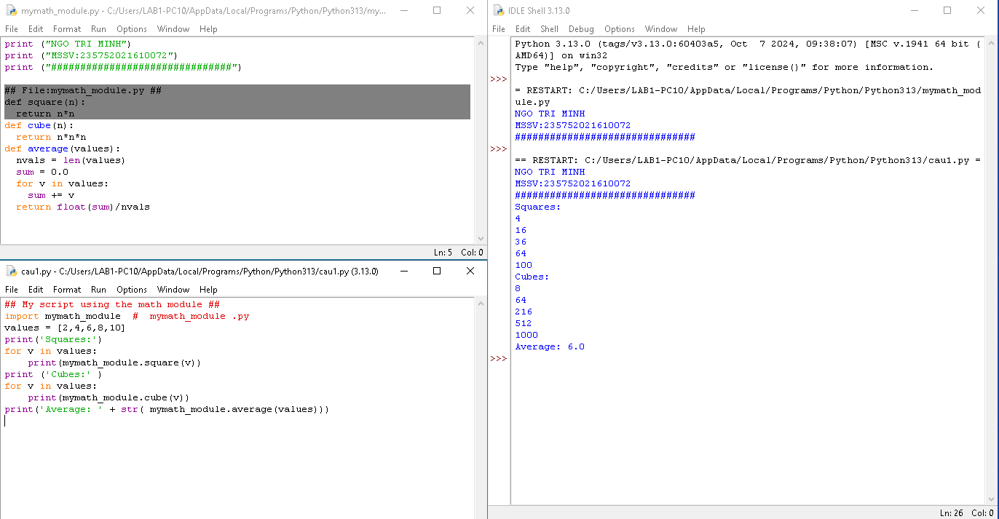 mymath_module.py - C:/Users/LAB1-PC10/AppData/Local/Programs/Python/Python313/my...
File Edit Format Run Options Window Help
print ("NGO TRI MINH")
print ("MSSV:235752021610072")
print ("###############################")
## File:mymath_module.py ##
def square(n):
  return n*n
def cube(n):
  return n*n*n
def average(values):
  nvals = len(values)
  sum = 0.0
  for v in values:
    sum += v
  return float(sum)/nvals
Ln: 5 Col: 0
cau1.py - C:/Users/LAB1-PC10/AppData/Local/Programs/Python/Python313/cau1.py (3.13.0)
File Edit Format Run Options Window Help
## My script using the math module ##
import mymath_module  #  mymath_module .py
values = [2,4,6,8,10]
print('Squares:')
for v in values:
    print(mymath_module.square(v))
print ('Cubes:' )
for v in values:
    print(mymath_module.cube(v))
print('Average: ' + str( mymath_module.average(values)))
IDLE Shell 3.13.0
File Edit Shell Debug Options Window Help
Python 3.13.0 (tags/v3.13.0:60403a5, Oct  7 2024, 09:38:07) [MSC v.1941 64 bit (
AMD64)] on win32
Type "help", "copyright", "credits" or "license()" for more information.
>>>
= RESTART: C:/Users/LAB1-PC10/AppData/Local/Programs/Python/Python313/mymath_mod
ule.py
NGO TRI MINH
MSSV:235752021610072
###############################
>>>
== RESTART: C:/Users/LAB1-PC10/AppData/Local/Programs/Python/Python313/cau1.py =
NGO TRI MINH
MSSV:235752021610072
###############################
Squares:
4
16
36
64
100
Cubes:
8
64
216
512
1000
Average: 6.0
>>>
Ln: 26 Col: 0